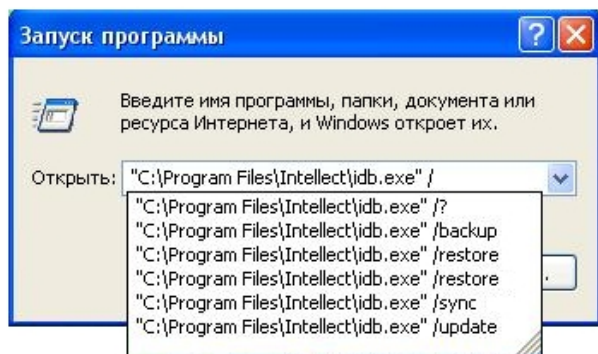 Запуск программы
Введите имя программы, папки, документа или
ресурса Интернета, и Windows откроет их.
Открыть: "C:\Program Files\Intellect\idb.exe" /
"C:\Program Files\Intellect\idb.exe" /?
"C:\Program Files\Intellect\idb.exe" /backup
"C:\Program Files\Intellect\idb.exe" /restore
"C:\Program Files\Intellect\idb.exe" /restore
"C:\Program Files\Intellect\idb.exe" /sync
"C:\Program Files\Intellect\idb.exe" /update